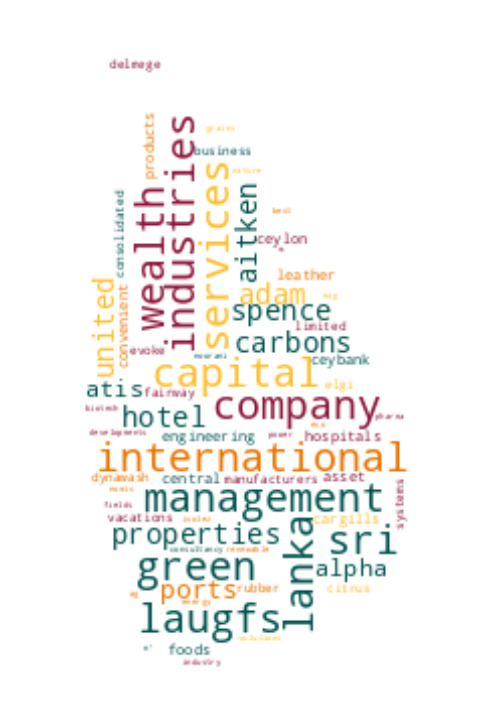 delmege
products
industries
grains
business
nature
wealth
services
aitken
consolidated
best
ceylon
united
convenient
leather
adam
spence
limited
carbons
evoke
noorani
ceybank
capital
atis
fairway
elgi
company
hotel
biotech
pharma
developments
engineering
power
hospitals
international
dynawash
central
manufacturers
asset
systems
management
fields
vacations
cargills
lanka
properties
sri
consultancy
renewable
green
alpha
ports
rubber
citrus
ag
energy
laugfs
solutions
foods
industry